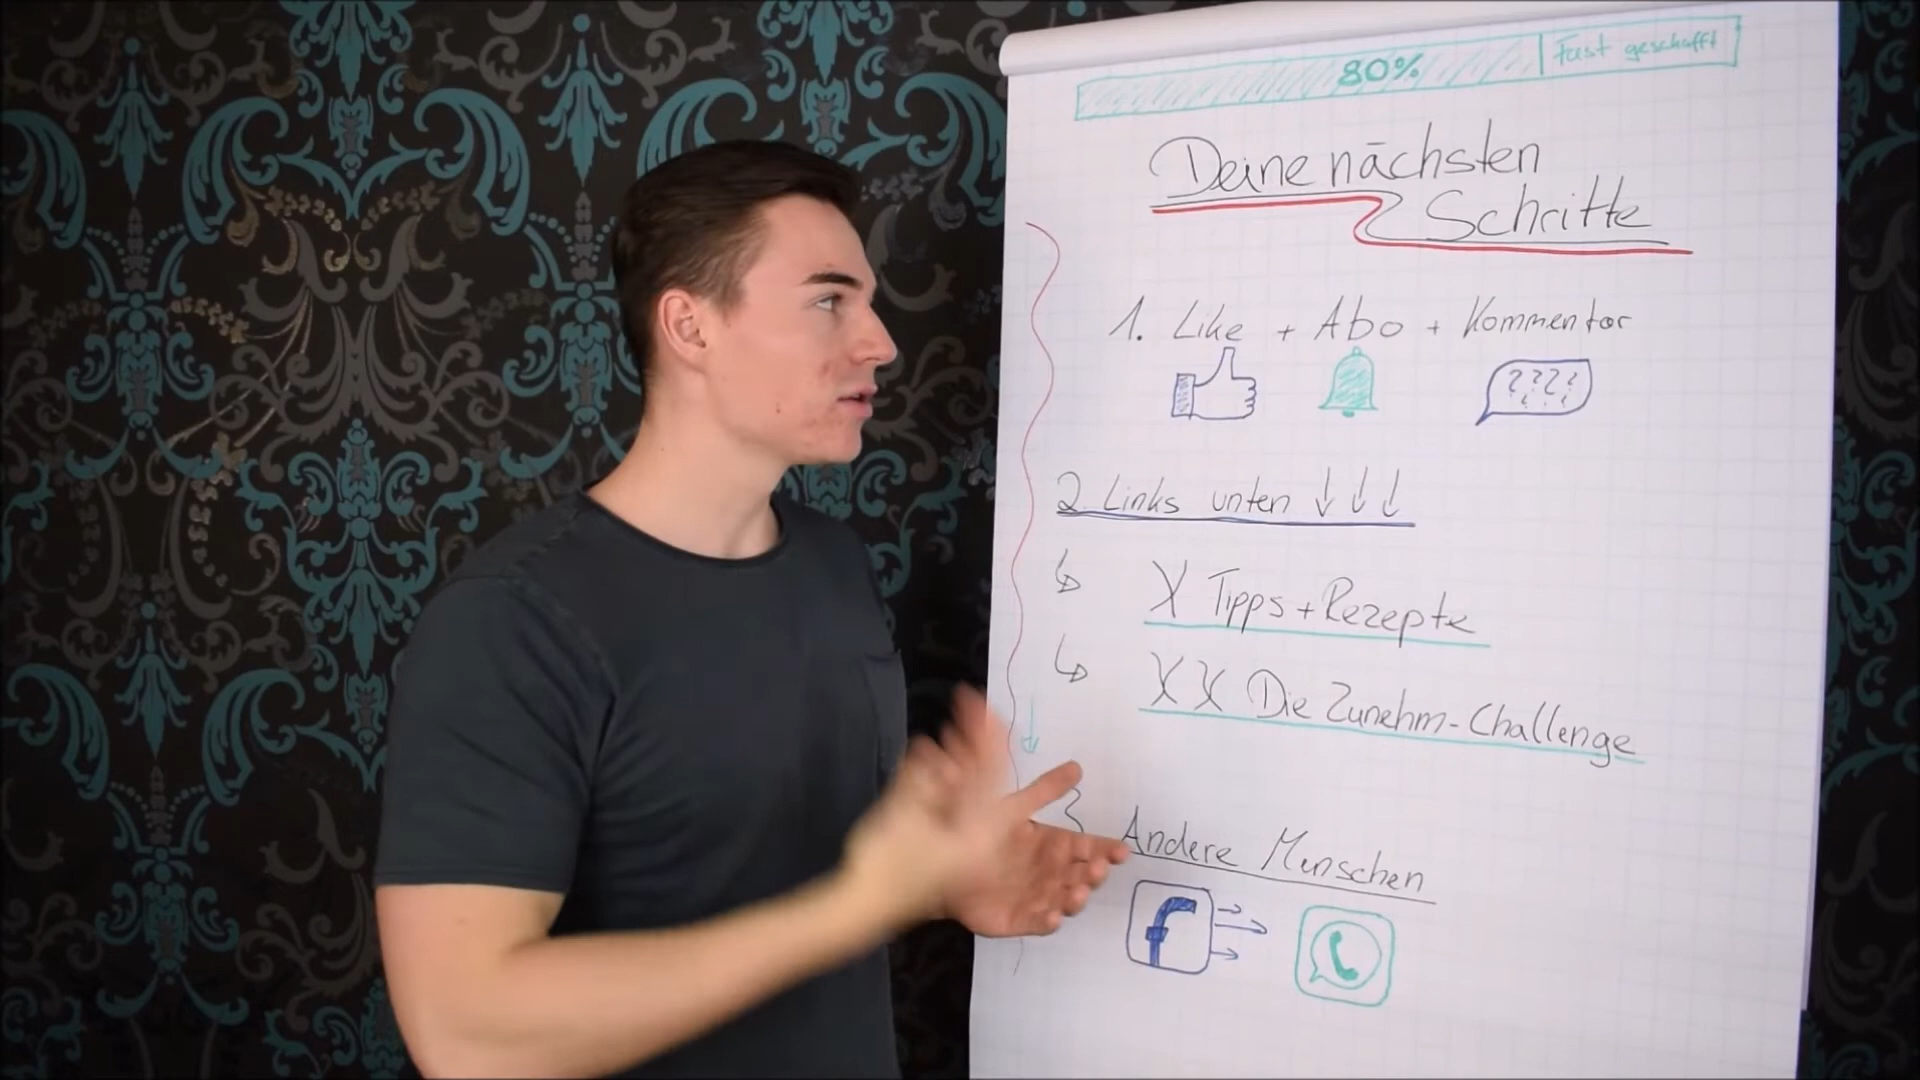 80% Fast geschafft
Deine nächsten
Schritte
1. Like + Abo + Kommentar
????
2. Links unten ↓ ↓ ↓
↳ X Tipps + Rezepte
↳ X X Die Zunehm-Challenge
3 Andere Menschen
f